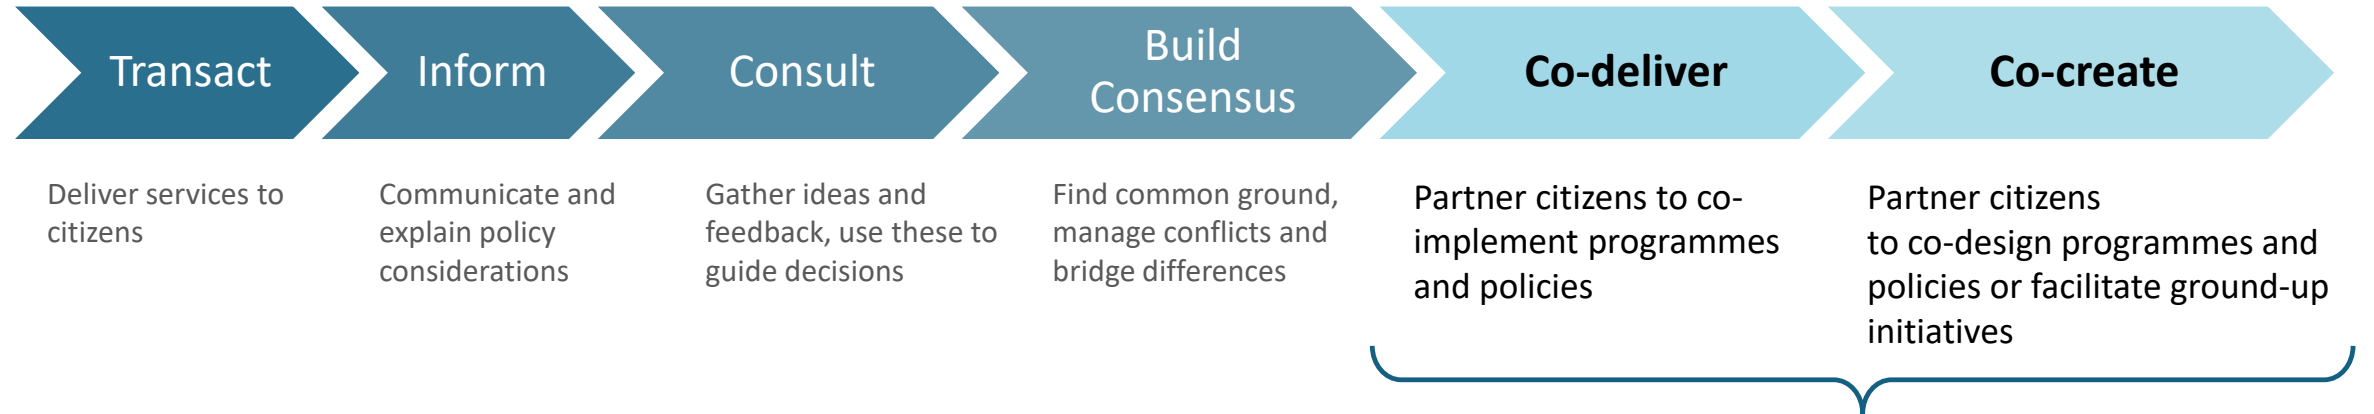 Transact
Inform
Consult
Build
Consensus
Co-deliver
Co-create
Deliver services to
citizens
Communicate and
explain policy
considerations
Gather ideas and
feedback, use these to
guide decisions
Find common ground,
manage conflicts and
bridge differences
Partner citizens to co-
implement programmes
and policies
Partner citizens
to co-design programmes and
policies or facilitate ground-up
initiatives